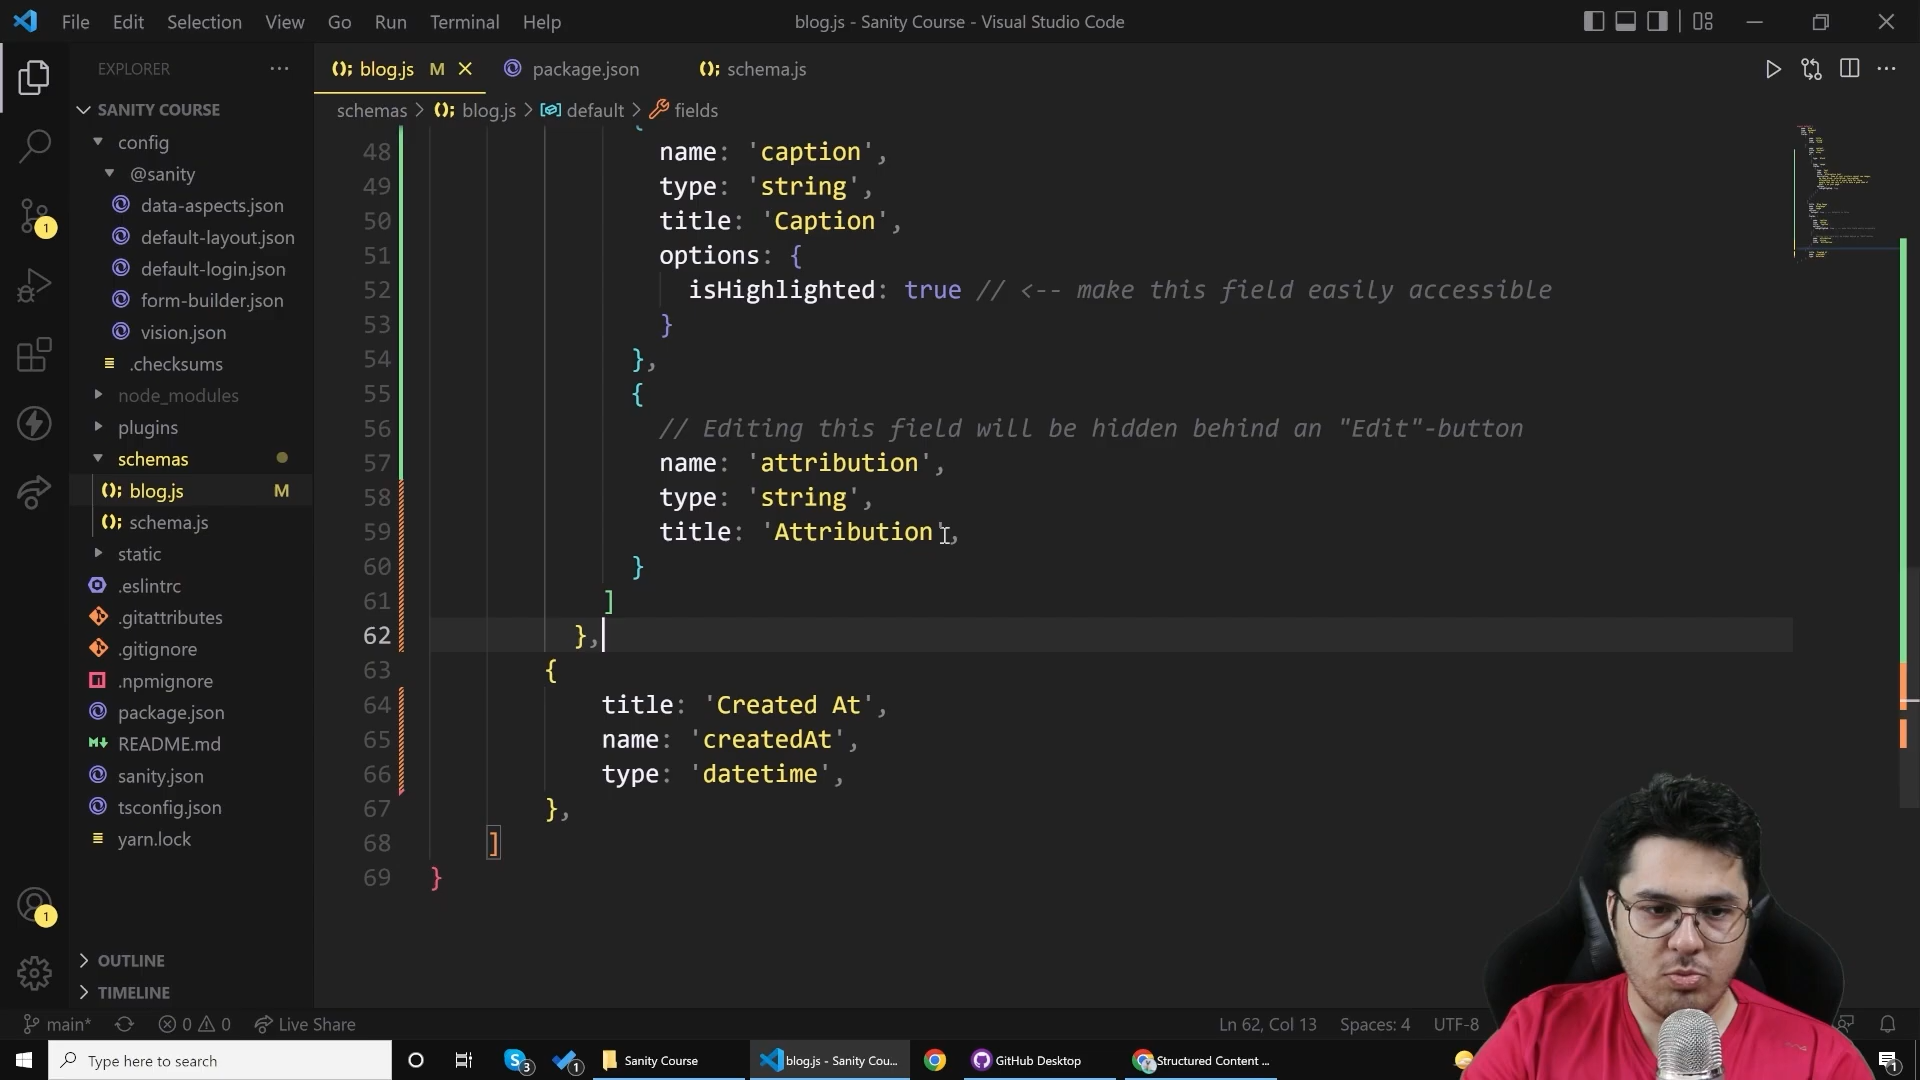 File Edit Selection View Go Run Terminal Help
blog.js - Sanity Course - Visual Studio Code
EXPLORER
SANITY COURSE
config
@sanity
data-aspects.json
default-layout.json
default-login.json
form-builder.json
vision.json
.checksums
node_modules
plugins
schemas
blog.js M
schema.js
static
.eslintrc
.gitattributes
.gitignore
.npmignore
package.json
README.md
sanity.json
tsconfig.json
yarn.lock
OUTLINE
TIMELINE
1
1
blog.js M
package.json
schema.js
schemas > blog.js > default > fields
48 name: 'caption',
49 type: 'string',
50 title: 'Caption',
51 options: {
52 isHighlighted: true // <-- make this field easily accessible
53 }
54 },
55 {
56 // Editing this field will be hidden behind an "Edit"-button
57 name: 'attribution',
58 type: 'string',
59 title: 'Attribution',
60 }
61 ]
62 },
63 {
64 title: 'Created At',
65 name: 'createdAt',
66 type: 'datetime',
67 },
68 ]
69 }
main* 0 0 Live Share
Ln 62, Col 13 Spaces: 4 UTF-8
Type here to search
3
1
Sanity Course
blog.js - Sanity Cou...
GitHub Desktop
Structured Content ...
1